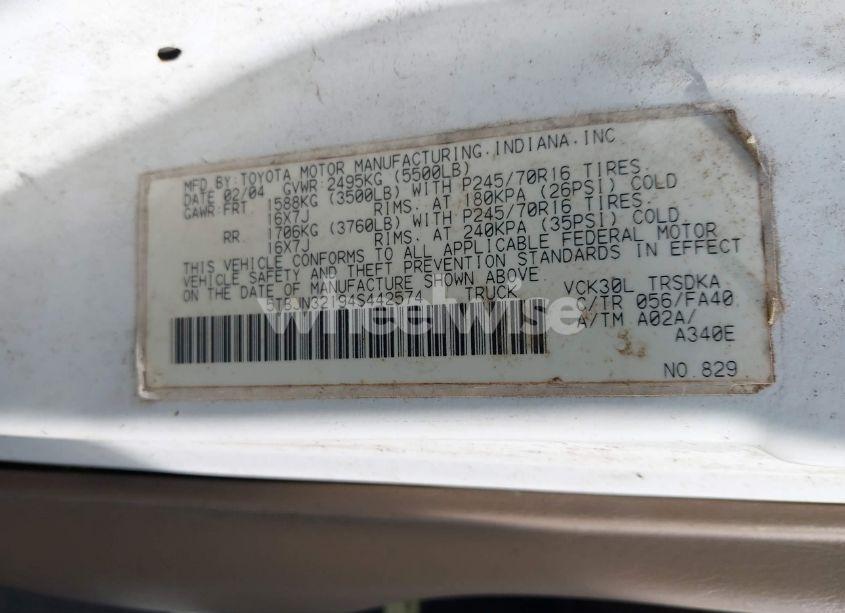 MFD.BY:TOYOTA MOTOR MANUFACTURING.INDIANA.INC
DATE 02/04 GVWR:2495KG (5500LB)
GAWR:FRT. 1588KG (3500LB) WITH P245/70R16 TIRES.
16X7J RIMS. AT 180KPA (26PSI) COLD
RR. 1706KG (3760LB) WITH P245/70R16 TIRES.
16X7J RIMS. AT 240KPA (35PSI) COLD
THIS VEHICLE CONFORMS TO ALL APPLICABLE FEDERAL MOTOR
VEHICLE SAFETY AND THEFT PREVENTION STANDARDS IN EFFECT
ON THE DATE OF MANUFACTURE SHOWN ABOVE
5TBJN32194S442574 TRUCK
VCK30L TRSDKA
C/TR 056/FA40
A/TM A02A/
A340E
NO.829
wheelwise